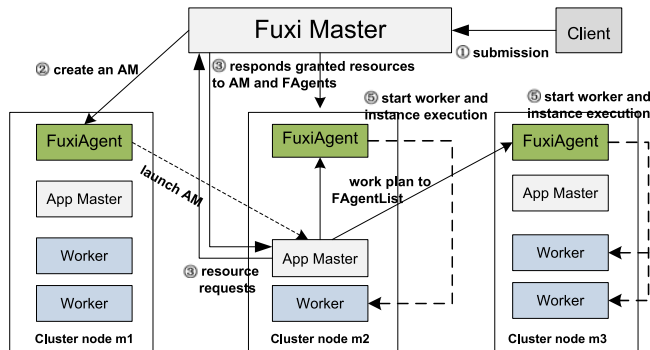 Fuxi Master
Client
① submission
② create an AM
③ responds granted resources
to AM and FAgents
⑤ start worker and
instance execution
⑤ start worker and
instance execution
FuxiAgent
FuxiAgent
FuxiAgent
launch AM
work plan to
FAgentList
App Master
App Master
App Master
③ resource
requests
Worker
Worker
Worker
Worker
Worker
Cluster node m1
Cluster node m2
Cluster node m3